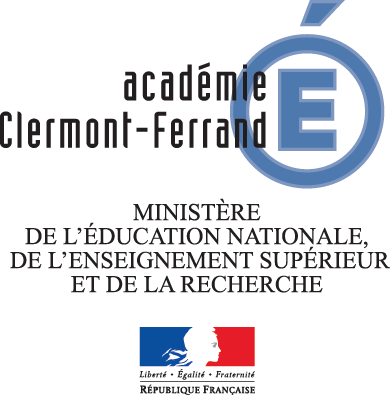 académie
Clermont-Ferrand
É
MINISTÈRE
DE L'ÉDUCATION NATIONALE,
DE L'ENSEIGNEMENT SUPÉRIEUR
ET DE LA RECHERCHE
Liberté • Égalité • Fraternité
RÉPUBLIQUE FRANÇAISE